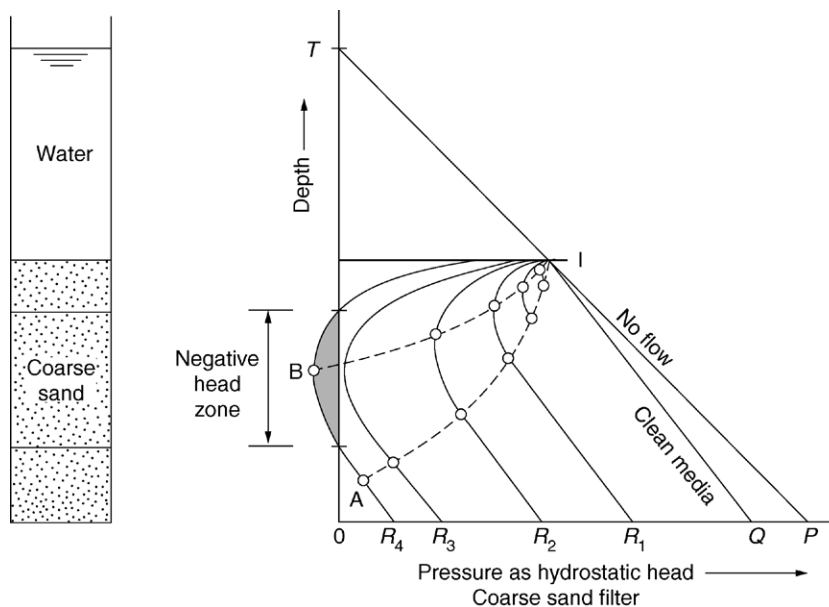 T
Water
Depth
I
No flow
Negative
head
zone
B
Coarse
sand
Clean media
A
0 R4 R3 R2 R1 Q P
Pressure as hydrostatic head
Coarse sand filter